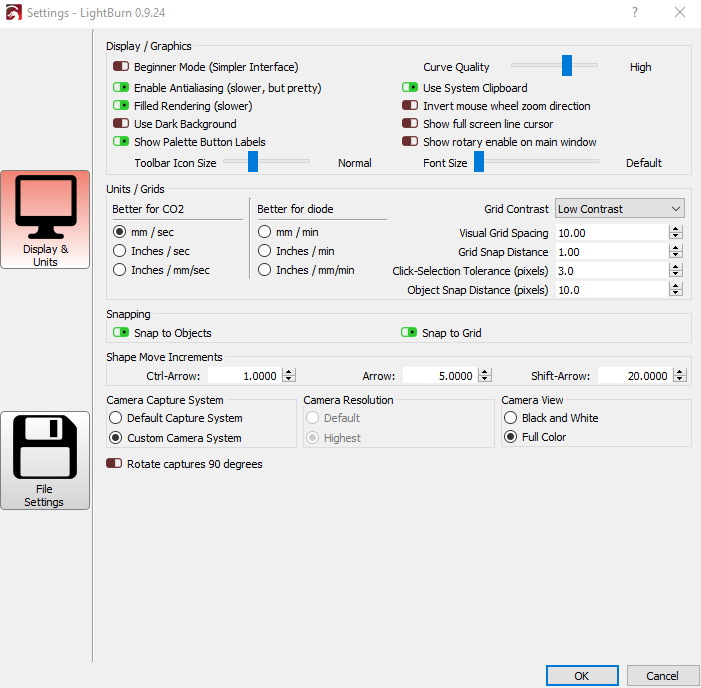 Settings - LightBurn 0.9.24
?
Display &
Units
File
Settings
Display / Graphics
Beginner Mode (Simpler Interface)
Curve Quality High
Enable Antialiasing (slower, but pretty)
Use System Clipboard
Filled Rendering (slower)
Invert mouse wheel zoom direction
Use Dark Background
Show full screen line cursor
Show Palette Button Labels
Show rotary enable on main window
Toolbar Icon Size Normal
Font Size Default
Units / Grids
Better for CO2
mm / sec
Inches / sec
Inches / mm/sec
Better for diode
mm / min
Inches / min
Inches / mm/min
Grid Contrast Low Contrast
Visual Grid Spacing 10.00
Grid Snap Distance 1.00
Click-Selection Tolerance (pixels) 3.0
Object Snap Distance (pixels) 10.0
Snapping
Snap to Objects
Snap to Grid
Shape Move Increments
Ctrl-Arrow: 1.0000
Arrow: 5.0000
Shift-Arrow: 20.0000
Camera Capture System
Default Capture System
Custom Camera System
Camera Resolution
Default
Highest
Camera View
Black and White
Full Color
Rotate captures 90 degrees
OK
Cancel